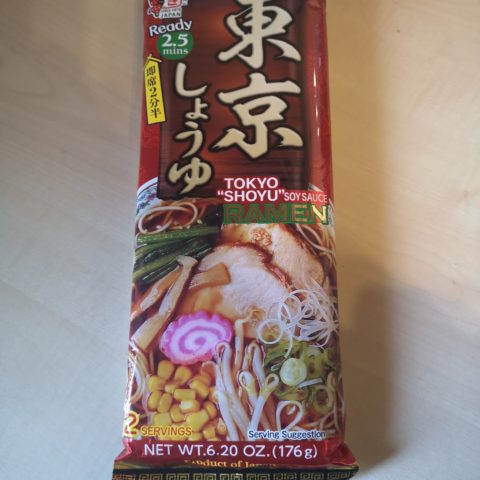 JAPAN
Ready
2.5
mins
即席2分半
東京
しょうゆ
TOKYO
"SHOYU" SOY SAUCE
RAMEN
2 SERVINGS
Serving Suggestion
NET WT.6.20 OZ.(176g)
Product of Japan